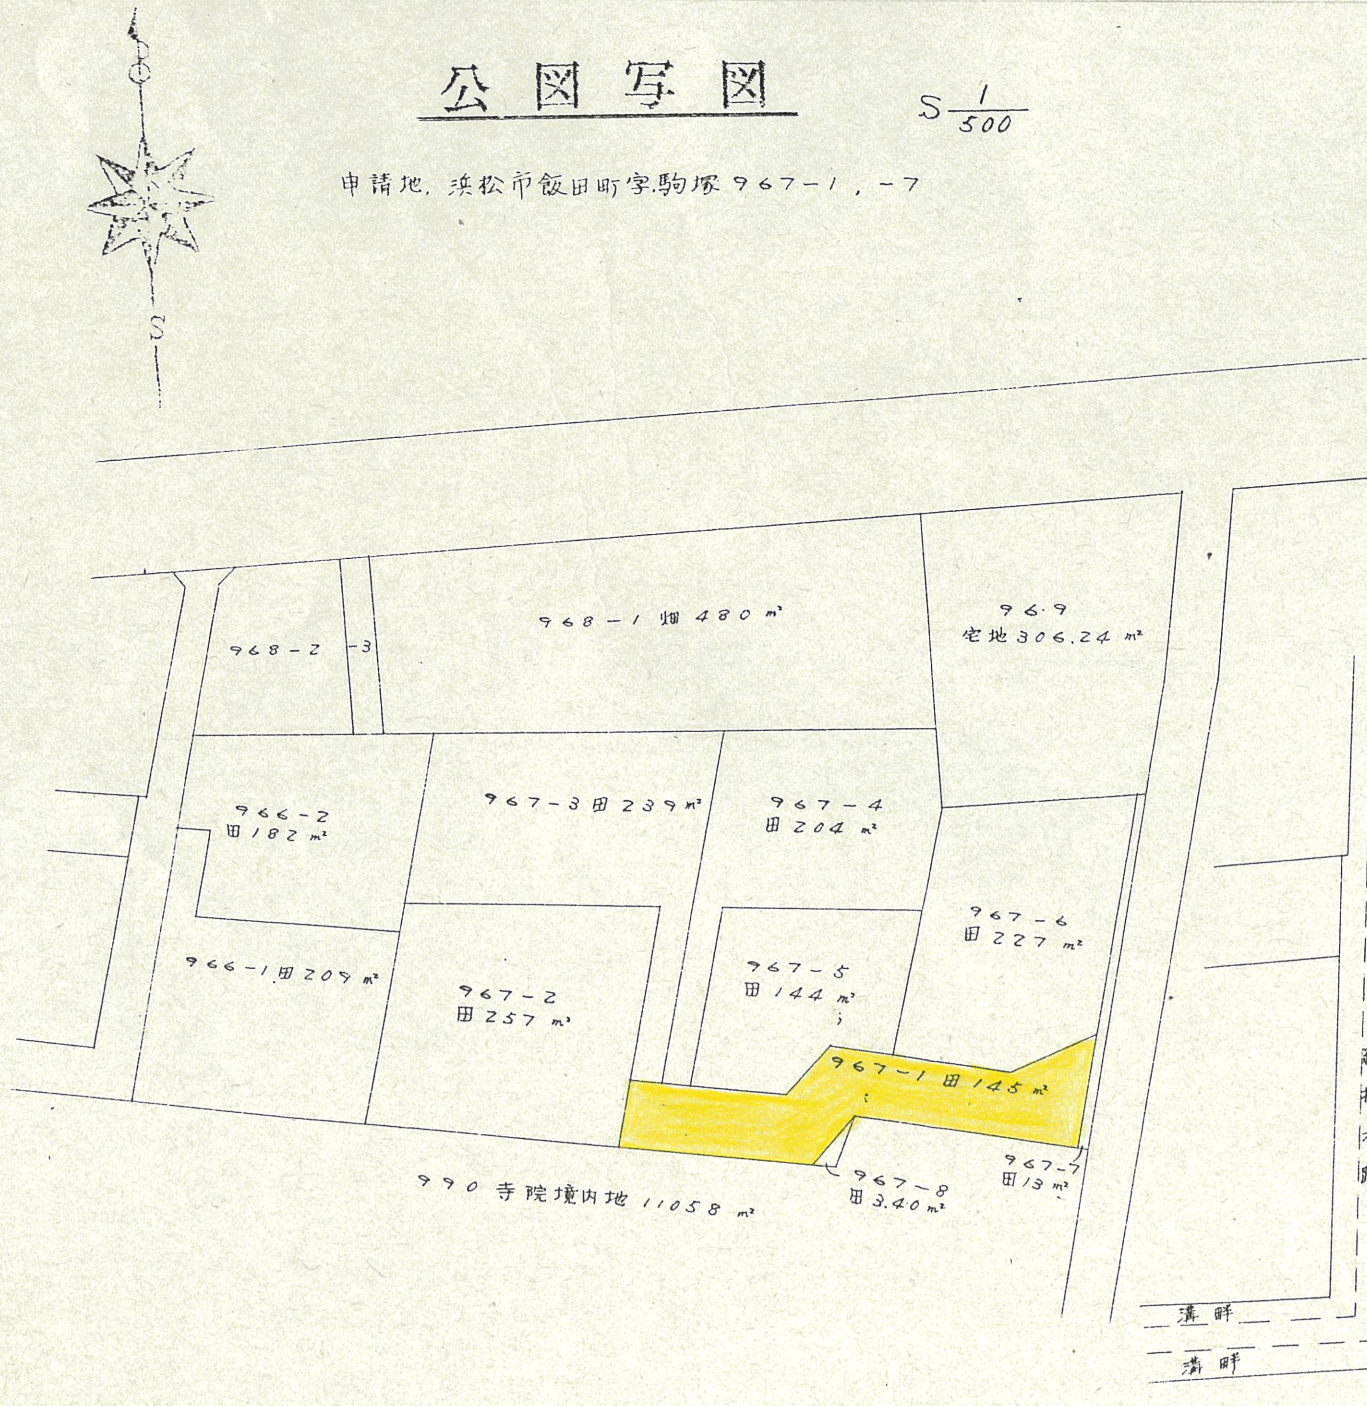 公図写図
S 1/500
申請地. 浜松市飯田町字駒塚967-1, -7
S
968-2
-3
968-1 畑 480 m²
969
宅地 306.24 m²
966-2
田 182 m²
967-3 田 239 m²
967-4
田 204 m²
966-1 田 209 m²
967-2
田 257 m²
967-5
田 144 m²
967-6
田 227 m²
967-1 田 145 m²
967-8
田 3.40 m²
967-7
田 13 m²
990 寺院境内地 11058 m²
溝畔
溝畔